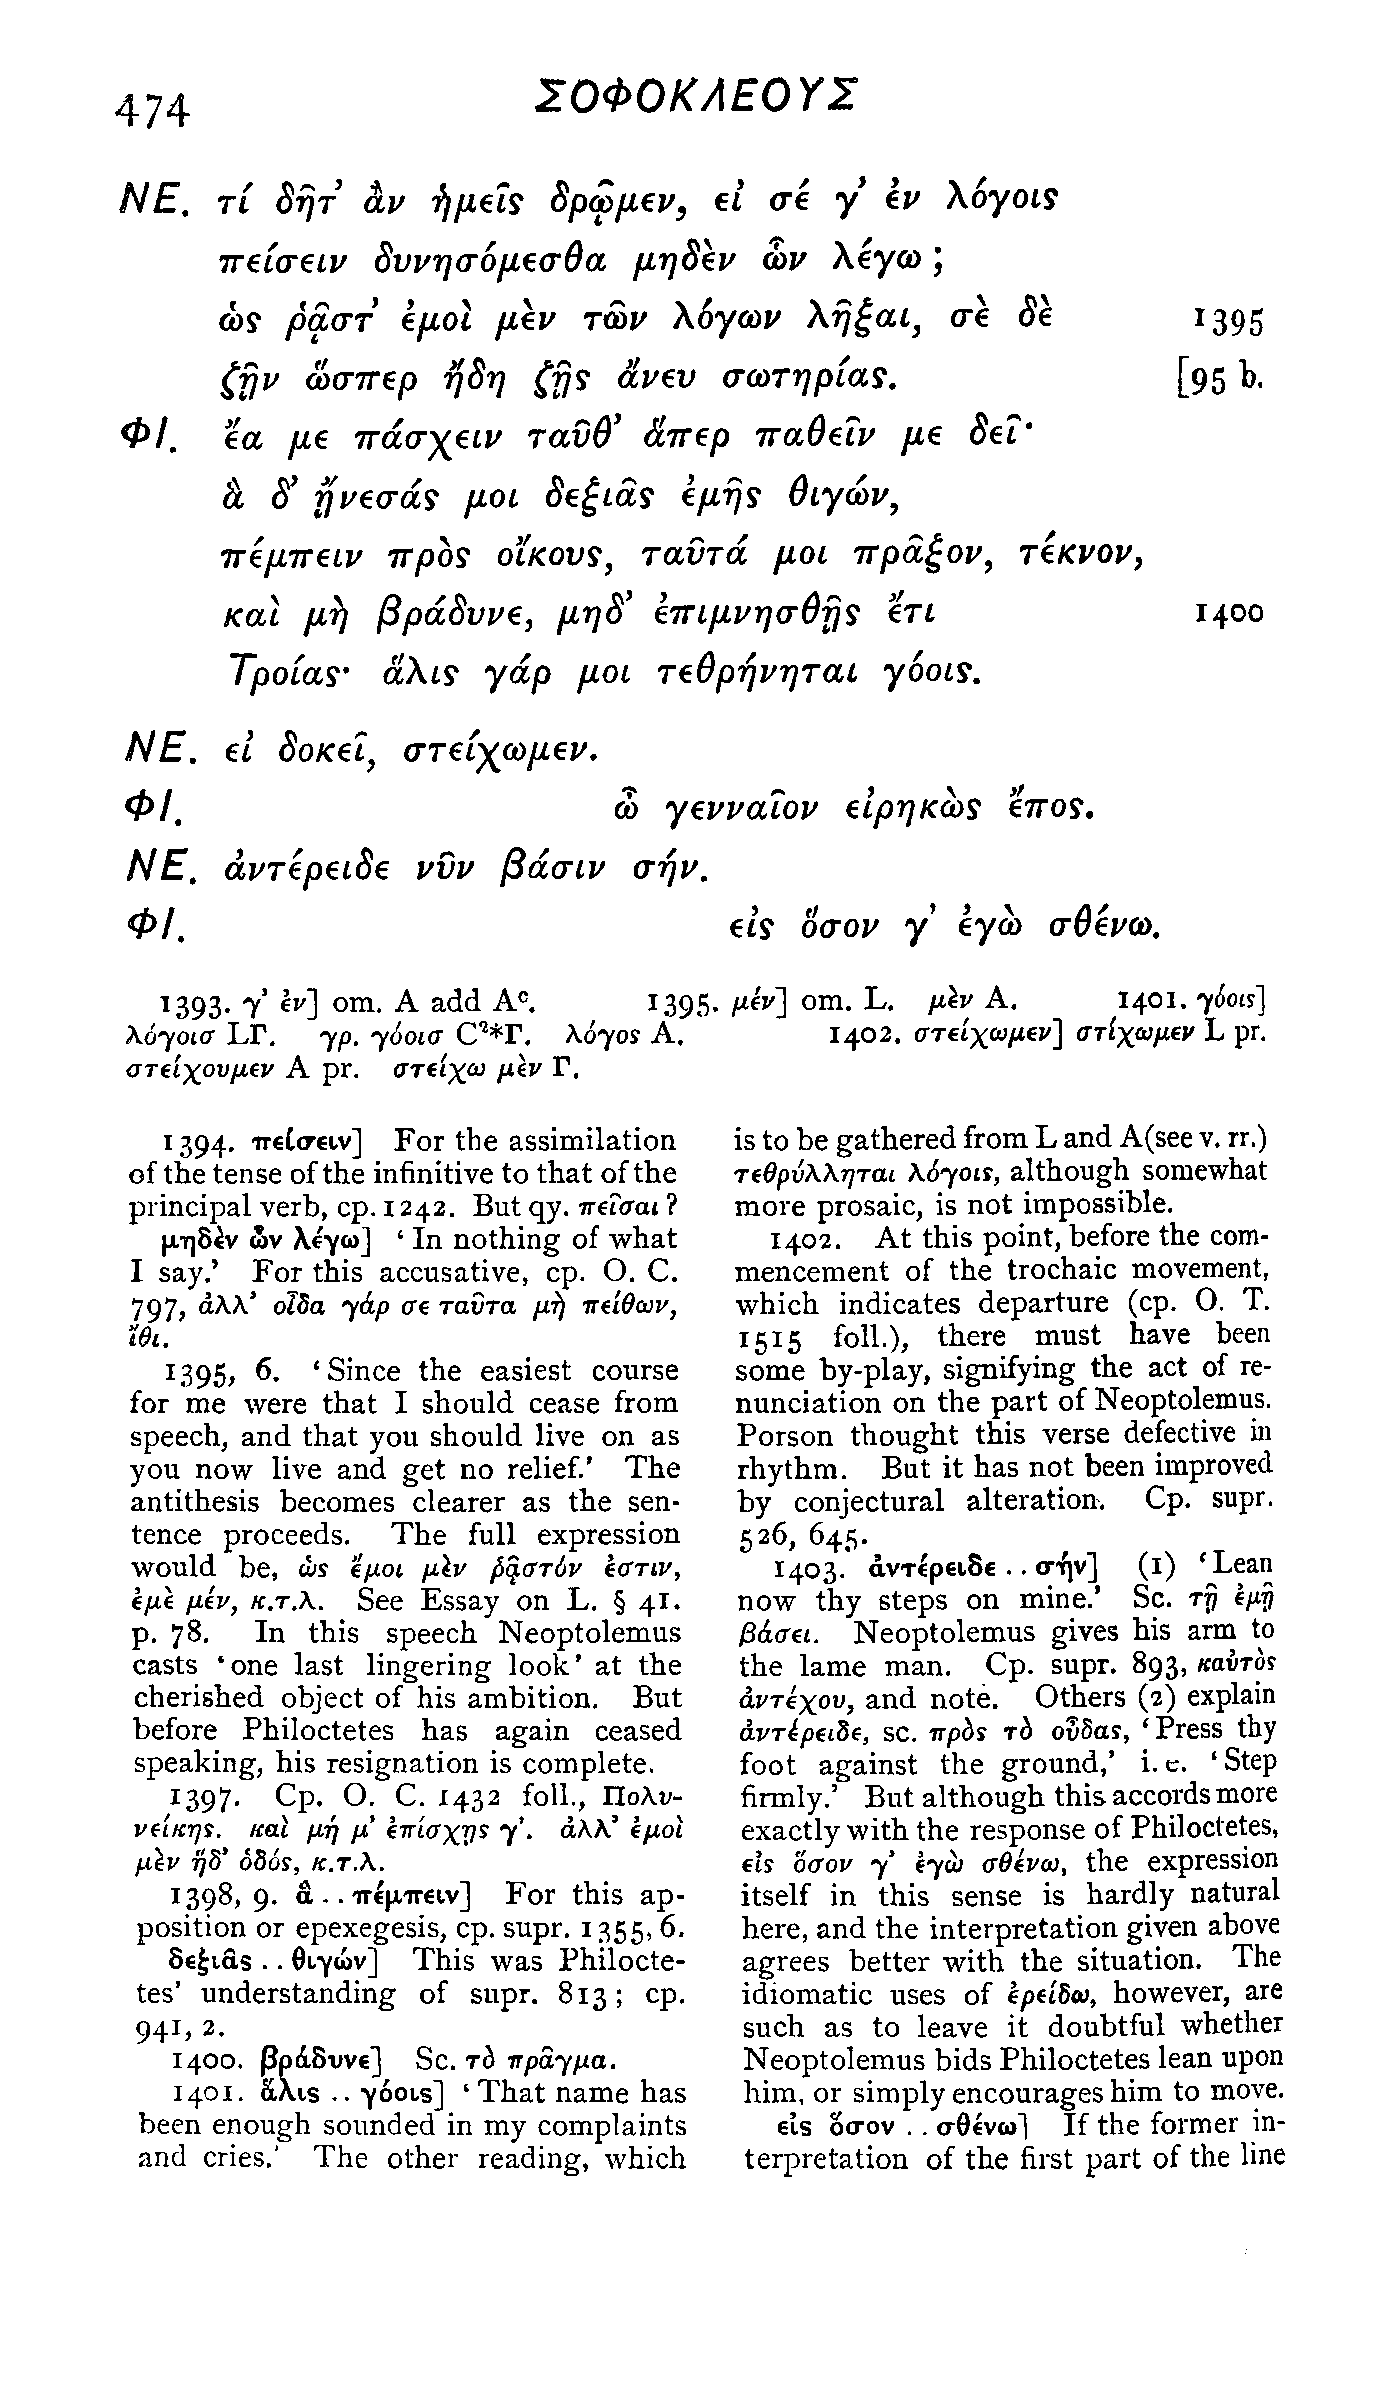 474
ΣΟΦΟΚΛΕΟΥΣ
ΝΕ. τί δῆτ’ ἂν ἡμεῖς δρῷμεν, εἰ σέ γ’ ἐν λόγοις
πείσειν δυνησόμεσθα μηδὲν ὧν λέγω ;
ὡς ῥᾷστ’ ἐμοὶ μὲν τῶν λόγων λῆξαι, σὲ δὲ 1395
ζῆν ὥσπερ ἤδη ζῇς ἄνευ σωτηρίας. [95 b.
ΦΙ. ἔα με πάσχειν ταῦθ’ ἅπερ παθεῖν με δεῖ·
ἃ δ’ ᾔνεσάς μοι δεξιᾶς ἐμῆς θιγών,
πέμπειν πρὸς οἴκους, ταῦτά μοι πρᾶξον, τέκνον,
καὶ μὴ βράδυνε, μηδ’ ἐπιμνησθῇς ἔτι 1400
Τροίας· ἅλις γάρ μοι τεθρήνηται γόοις.
ΝΕ. εἰ δοκεῖ, στείχωμεν.
ΦΙ. ὦ γενναῖον εἰρηκὼς ἔπος.
ΝΕ. ἀντέρειδε νῦν βάσιν σήν.
ΦΙ. εἰς ὅσον γ’ ἐγὼ σθένω.
1393. γ’ ἐν] om. A add Aᶜ. 1395. μέν] om. L. μὲν A. 1401. γόοις]
λόγοισ LΓ. γρ. γόοισ C²*Γ. λόγος A. 1402. στείχωμεν] στίχωμεν L pr.
στείχουμεν A pr. στείχω μὲν Γ.
1394. πείσειν] For the assimilation
of the tense of the infinitive to that of the
principal verb, cp. 1242. But qy. πεῖσαι ?
μηδὲν ὧν λέγω] ‘In nothing of what
I say.’ For this accusative, cp. O. C.
797, ἀλλ’ οἶδα γάρ σε ταῦτα μὴ πείθων,
ἴθι.
1395, 6. ‘Since the easiest course
for me were that I should cease from
speech, and that you should live on as
you now live and get no relief.’ The
antithesis becomes clearer as the sen-
tence proceeds. The full expression
would be, ὡς ἔμοι μὲν ῥᾷστόν ἐστιν,
ἐμὲ μέν, κ.τ.λ. See Essay on L. § 41.
p. 78. In this speech Neoptolemus
casts ‘one last lingering look’ at the
cherished object of his ambition. But
before Philoctetes has again ceased
speaking, his resignation is complete.
1397. Cp. O. C. 1432 foll., Πολυ-
νείκης. καὶ μή μ’ ἐπίσχῃς γ’. ἀλλ’ ἐμοὶ
μὲν ἥδ’ ὁδός, κ.τ.λ.
1398, 9. ἃ . . πέμπειν] For this ap-
position or epexegesis, cp. supr. 1355, 6.
δεξιᾶς . . θιγών] This was Philocte-
tes’ understanding of supr. 813 ; cp.
941, 2.
1400. βράδυνε] Sc. τὸ πρᾶγμα.
1401. ἅλις . . γόοις] ‘That name has
been enough sounded in my complaints
and cries.’ The other reading, which
is to be gathered from L and A (see v. rr.)
τεθρύλληται λόγοις, although somewhat
more prosaic, is not impossible.
1402. At this point, before the com-
mencement of the trochaic movement,
which indicates departure (cp. O. T.
1515 foll.), there must have been
some by-play, signifying the act of re-
nunciation on the part of Neoptolemus.
Porson thought this verse defective in
rhythm. But it has not been improved
by conjectural alteration. Cp. supr.
526, 645.
1403. ἀντέρειδε . . σήν] (1) ‘Lean
now thy steps on mine.’ Sc. τῇ ἐμῇ
βάσει. Neoptolemus gives his arm to
the lame man. Cp. supr. 893, καὐτὸς
ἀντέχου, and note. Others (2) explain
ἀντέρειδε, sc. πρὸς τὸ οὖδας, ‘Press thy
foot against the ground,’ i. e. ‘Step
firmly.’ But although this accords more
exactly with the response of Philoctetes,
εἰς ὅσον γ’ ἐγὼ σθένω, the expression
itself in this sense is hardly natural
here, and the interpretation given above
agrees better with the situation. The
idiomatic uses of ἐρείδω, however, are
such as to leave it doubtful whether
Neoptolemus bids Philoctetes lean upon
him, or simply encourages him to move.
εἰς ὅσον . . σθένω] If the former in-
terpretation of the first part of the line